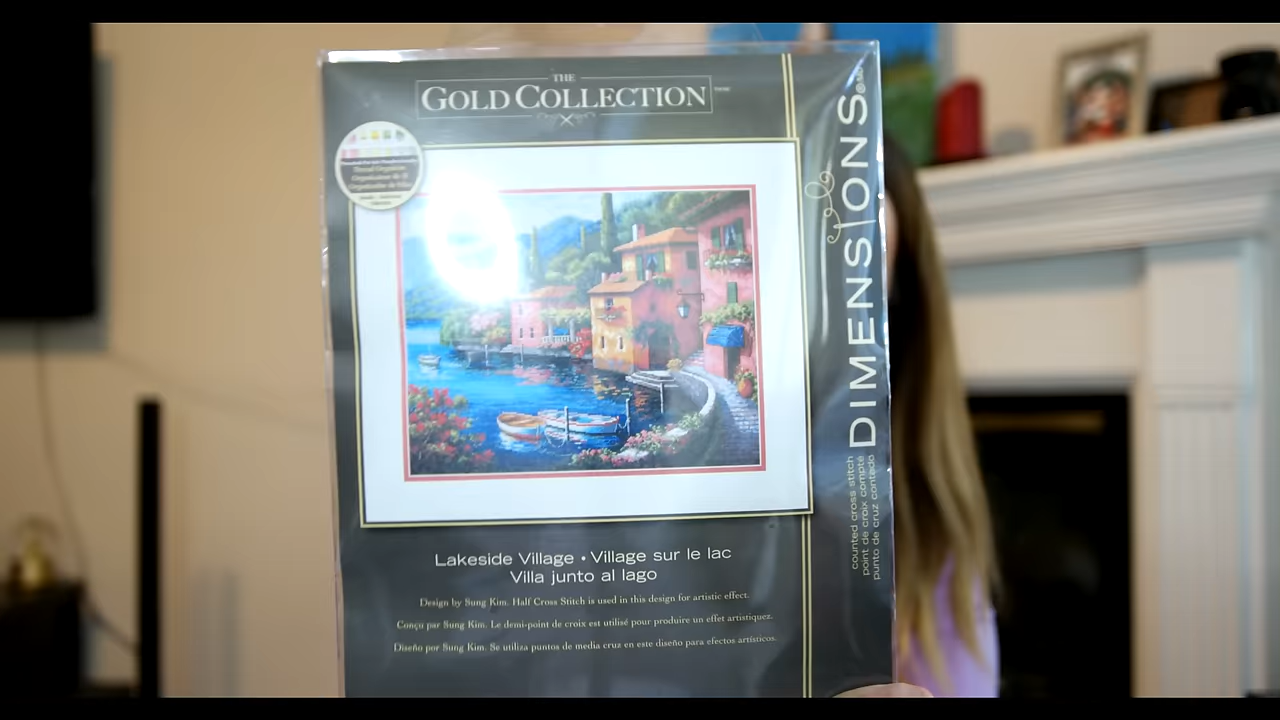 THE
GOLD COLLECTION
Thread Organizer
DIMENSIONS®
counted cross stitch
point de croix compté
punto de cruz contado
Lakeside Village • Village sur le lac
Villa junto al lago
Design by Sung Kim. Half Cross Stitch is used in this design for artistic effect.
Conçu par Sung Kim. Le demi-point de croix est utilisé pour produire un effet artistique.
Diseño por Sung Kim. Se utiliza puntos de media cruz en este diseño para efectos artísticos.